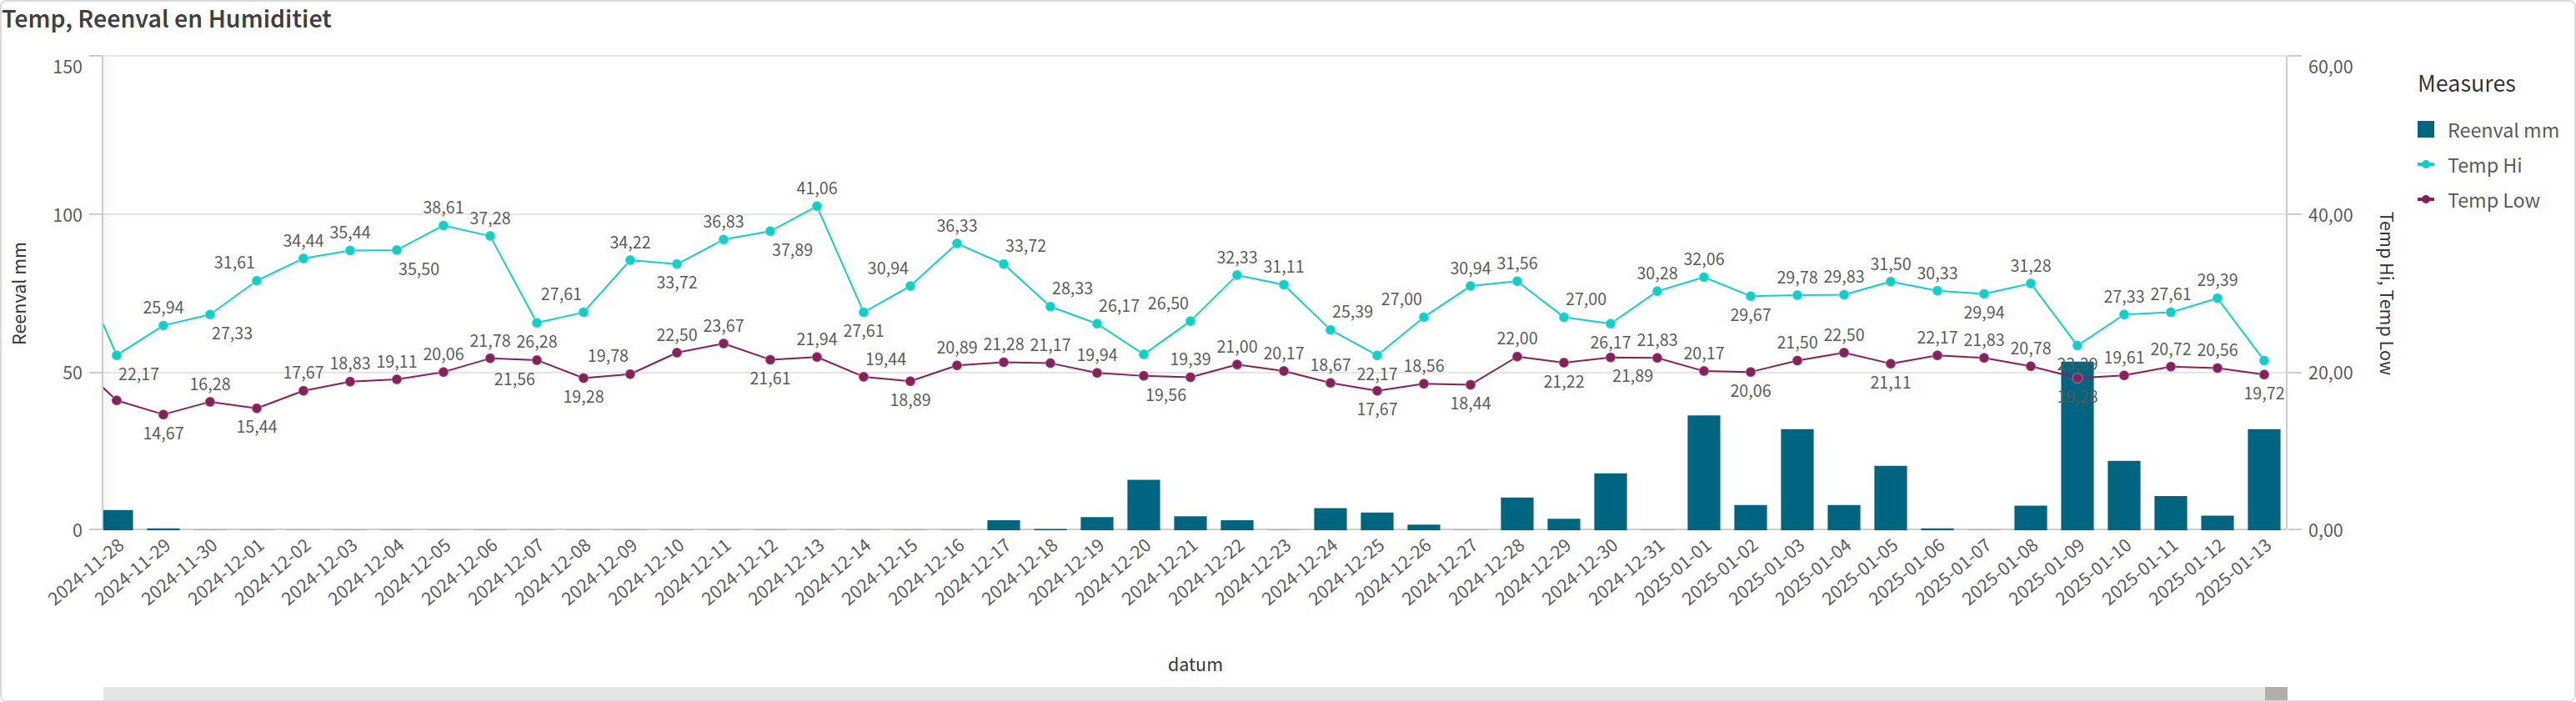 Temp, Reenval en Humiditiet
150
100
50
0
Reenval mm
60,00
40,00
20,00
0,00
Temp Hi, Temp Low
Measures
Reenval mm
Temp Hi
Temp Low
22,17 25,94 27,33 31,61 34,44 35,44 35,50 38,61 37,28 26,28 27,61 34,22 33,72 36,83 37,89 41,06 27,61 30,94 36,33 33,72 28,33 26,17 26,50 32,33 31,11 25,39 22,17 27,00 30,94 31,56 27,00 26,17 30,28 32,06 29,67 29,78 29,83 31,50 30,33 29,94 31,28 23,39 27,33 27,61 29,39
14,67 16,28 15,44 17,67 18,83 19,11 20,06 21,78 21,56 19,28 19,78 22,50 23,67 21,61 21,94 19,44 18,89 20,89 21,28 21,17 19,94 19,56 19,39 21,00 20,17 18,67 17,67 18,56 18,44 22,00 21,22 21,89 21,83 20,17 20,06 21,50 22,50 21,11 22,17 21,83 20,78 19,28 19,61 20,72 20,56 19,72
2024-11-28 2024-11-29 2024-11-30 2024-12-01 2024-12-02 2024-12-03 2024-12-04 2024-12-05 2024-12-06 2024-12-07 2024-12-08 2024-12-09 2024-12-10 2024-12-11 2024-12-12 2024-12-13 2024-12-14 2024-12-15 2024-12-16 2024-12-17 2024-12-18 2024-12-19 2024-12-20 2024-12-21 2024-12-22 2024-12-23 2024-12-24 2024-12-25 2024-12-26 2024-12-27 2024-12-28 2024-12-29 2024-12-30 2024-12-31 2025-01-01 2025-01-02 2025-01-03 2025-01-04 2025-01-05 2025-01-06 2025-01-07 2025-01-08 2025-01-09 2025-01-10 2025-01-11 2025-01-12 2025-01-13
datum